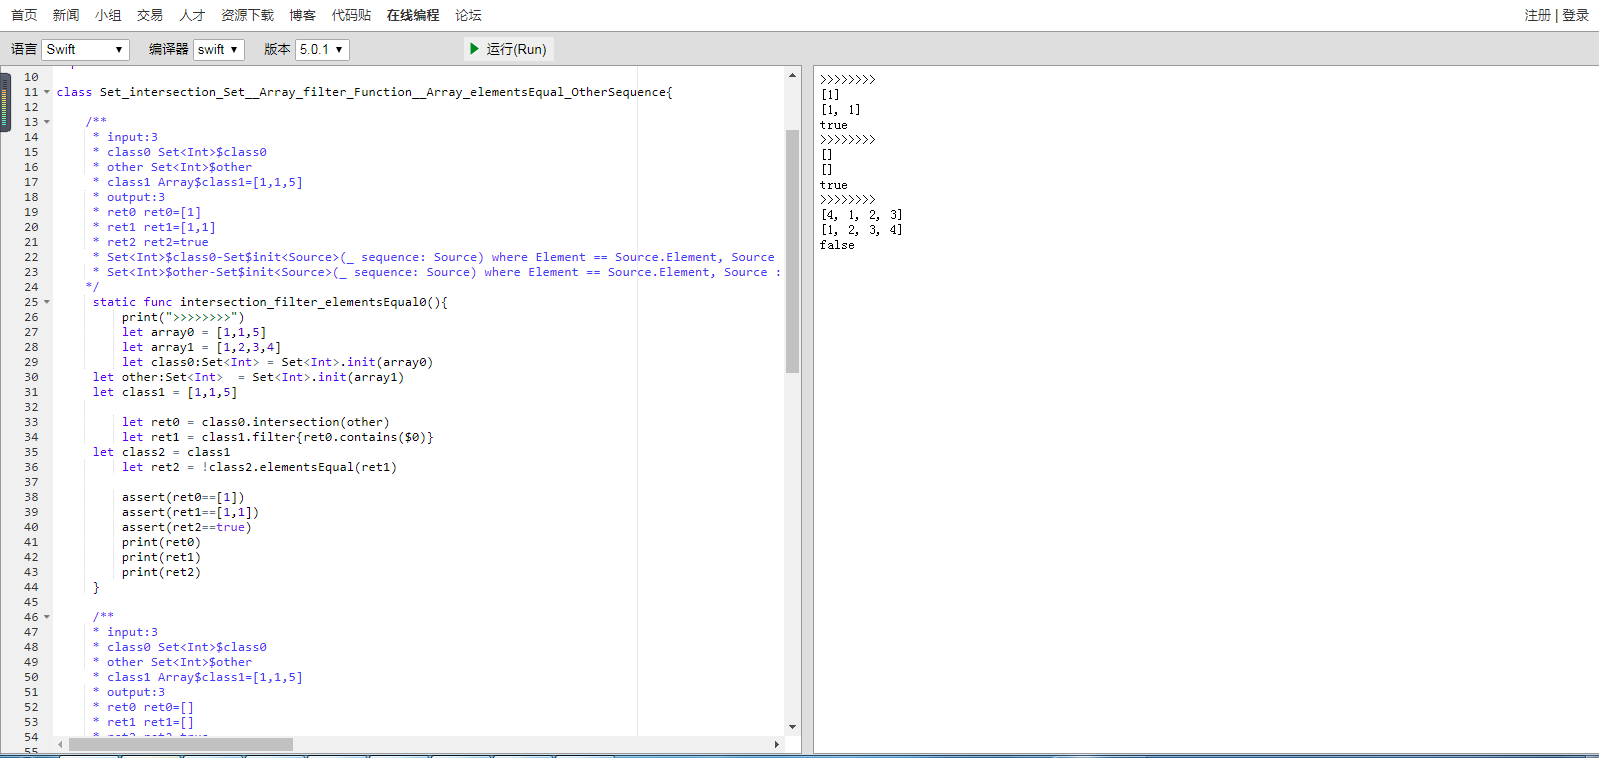 首页 新闻 小组 交易 人才 资源下载 博客 代码贴 在线编程 论坛 注册 | 登录
语言 Swift 编译器 swift 版本 5.0.1 运行(Run)
10
11 class Set_intersection_Set__Array_filter_Function__Array_elementsEqual_OtherSequence{
12
13 /**
14 * input:3
15 * class0 Set<Int>$class0
16 * other Set<Int>$other
17 * class1 Array$class1=[1,1,5]
18 * output:3
19 * ret0 ret0=[1]
20 * ret1 ret1=[1,1]
21 * ret2 ret2=true
22 * Set<Int>$class0-Set$init<Source>(_ sequence: Source) where Element == Source.Element, Source
23 * Set<Int>$other-Set$init<Source>(_ sequence: Source) where Element == Source.Element, Source :
24 */
25 static func intersection_filter_elementsEqual0(){
26 print(">>>>>>>>")
27 let array0 = [1,1,5]
28 let array1 = [1,2,3,4]
29 let class0:Set<Int> = Set<Int>.init(array0)
30 let other:Set<Int>  = Set<Int>.init(array1)
31 let class1 = [1,1,5]
32
33 let ret0 = class0.intersection(other)
34 let ret1 = class1.filter{ret0.contains($0)}
35 let class2 = class1
36 let ret2 = !class2.elementsEqual(ret1)
37
38 assert(ret0==[1])
39 assert(ret1==[1,1])
40 assert(ret2==true)
41 print(ret0)
42 print(ret1)
43 print(ret2)
44 }
45
46 /**
47 * input:3
48 * class0 Set<Int>$class0
49 * other Set<Int>$other
50 * class1 Array$class1=[1,1,5]
51 * output:3
52 * ret0 ret0=[]
53 * ret1 ret1=[]
54 * ret2 ret2=true
55
>>>>>>>>
[1]
[1, 1]
true
>>>>>>>>
[]
[]
true
>>>>>>>>
[4, 1, 2, 3]
[1, 2, 3, 4]
false